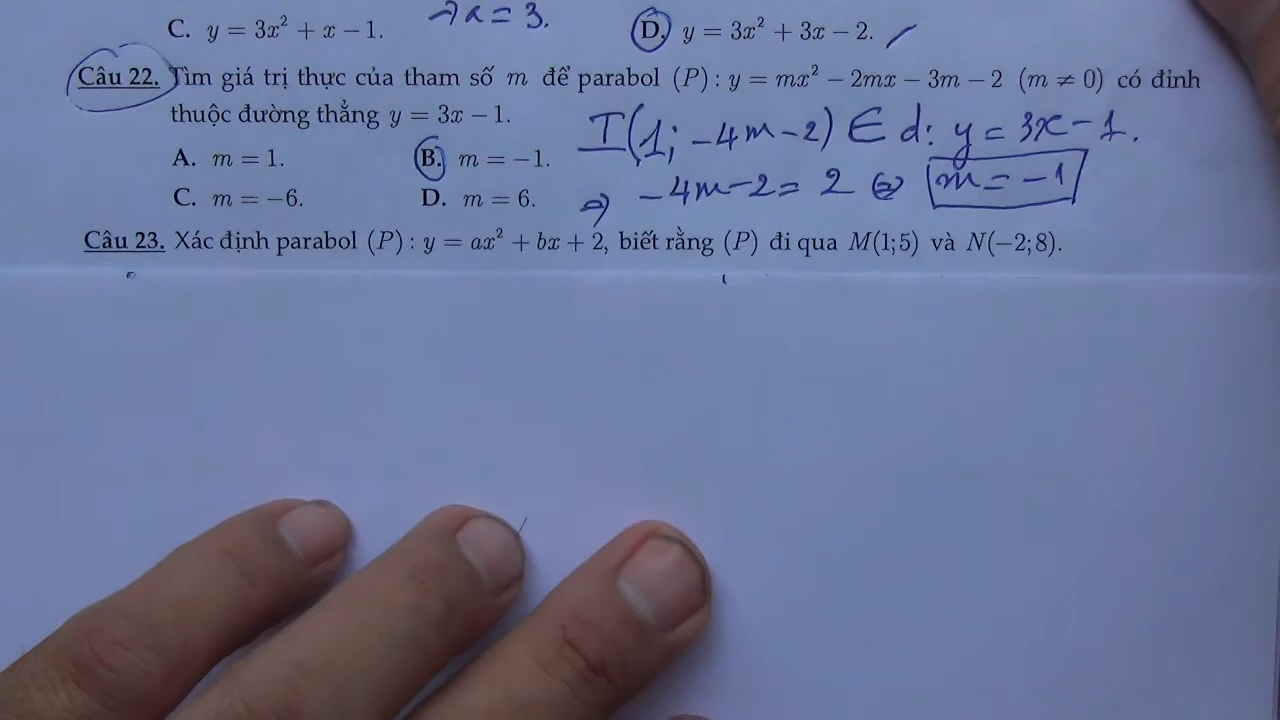 C. y = 3x² + x − 1.
⇒ a = 3.
D. y = 3x² + 3x − 2.
Câu 22. Tìm giá trị thực của tham số m để parabol (P) : y = mx² − 2mx − 3m − 2 (m ≠ 0) có đỉnh
thuộc đường thẳng y = 3x − 1.
I(1; −4m−2) ∈ d: y = 3x − 1.
A. m = 1.
B. m = −1.
⇒ −4m−2 = 2 ⇔ m = −1
C. m = −6.
D. m = 6.
Câu 23. Xác định parabol (P) : y = ax² + bx + 2, biết rằng (P) đi qua M(1; 5) và N(−2; 8).